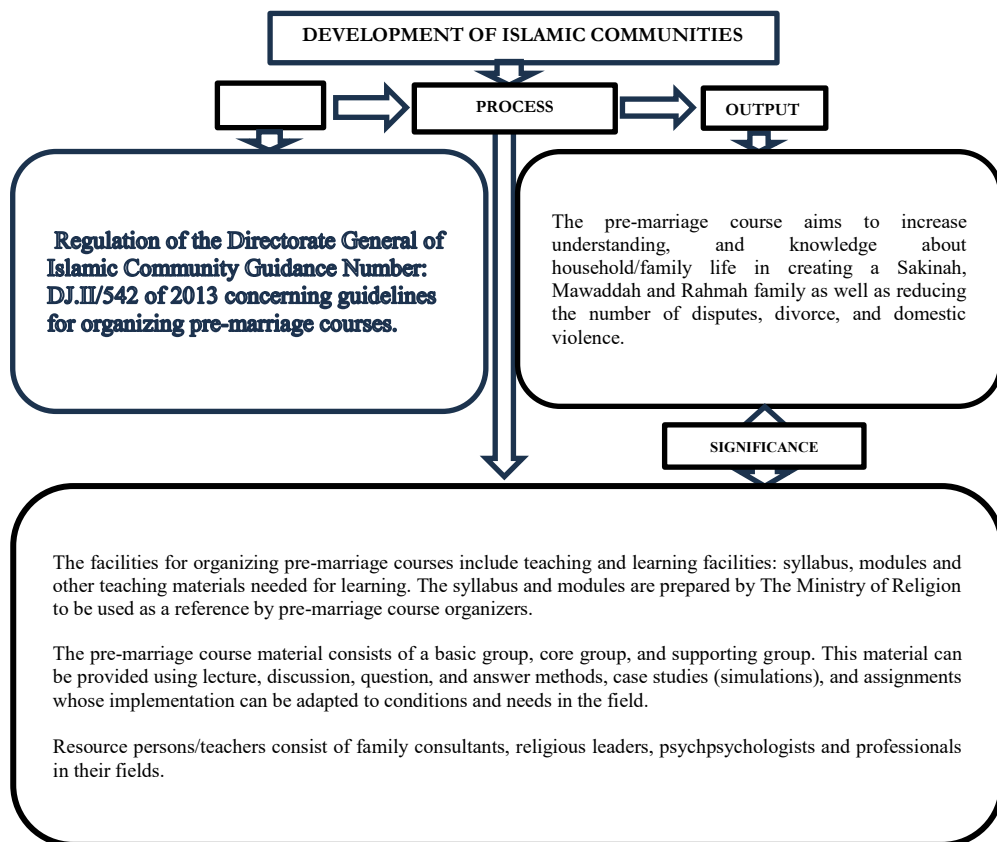 DEVELOPMENT OF ISLAMIC COMMUNITIES
PROCESS
OUTPUT
Regulation of the Directorate General of
Islamic Community Guidance Number:
DJ.II/542 of 2013 concerning guidelines
for organizing pre-marriage courses.
The pre-marriage course aims to increase
understanding, and knowledge about
household/family life in creating a Sakinah,
Mawaddah and Rahmah family as well as reducing
the number of disputes, divorce, and domestic
violence.
SIGNIFICANCE
The facilities for organizing pre-marriage courses include teaching and learning facilities: syllabus, modules and
other teaching materials needed for learning. The syllabus and modules are prepared by The Ministry of Religion
to be used as a reference by pre-marriage course organizers.
The pre-marriage course material consists of a basic group, core group, and supporting group. This material can
be provided using lecture, discussion, question, and answer methods, case studies (simulations), and assignments
whose implementation can be adapted to conditions and needs in the field.
Resource persons/teachers consist of family consultants, religious leaders, psychpsychologists and professionals
in their fields.